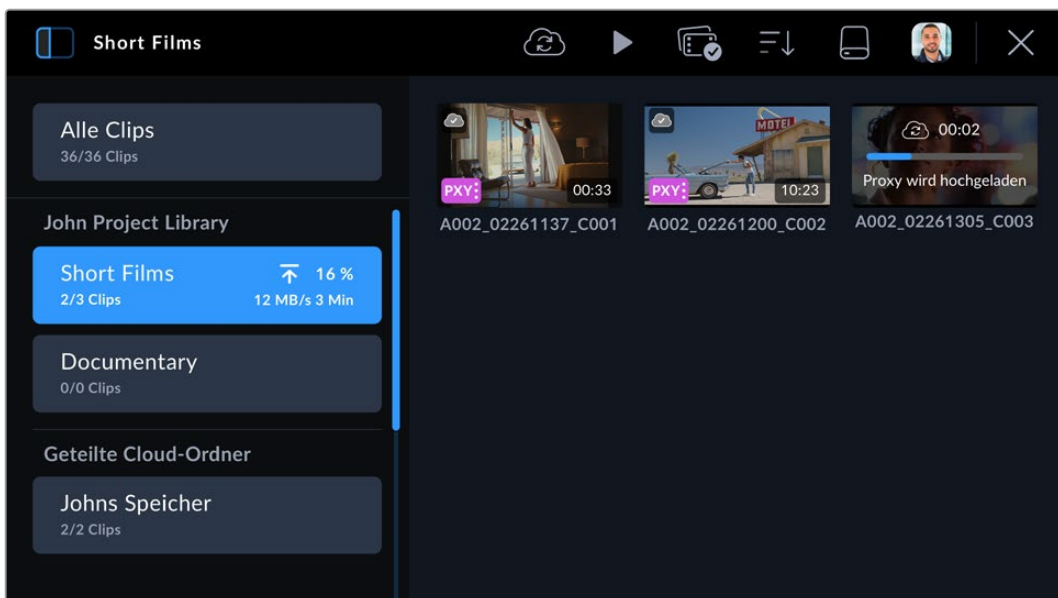 Short Films
Alle Clips
36/36 Clips
John Project Library
Short Films
16 %
2/3 Clips
12 MB/s 3 Min
Documentary
0/0 Clips
Geteilte Cloud-Ordner
Johns Speicher
2/2 Clips
PXY
00:33
A002_02261137_C001
MOTEL
PXY
10:23
A002_02261200_C002
00:02
Proxy wird hochgeladen
A002_02261305_C003